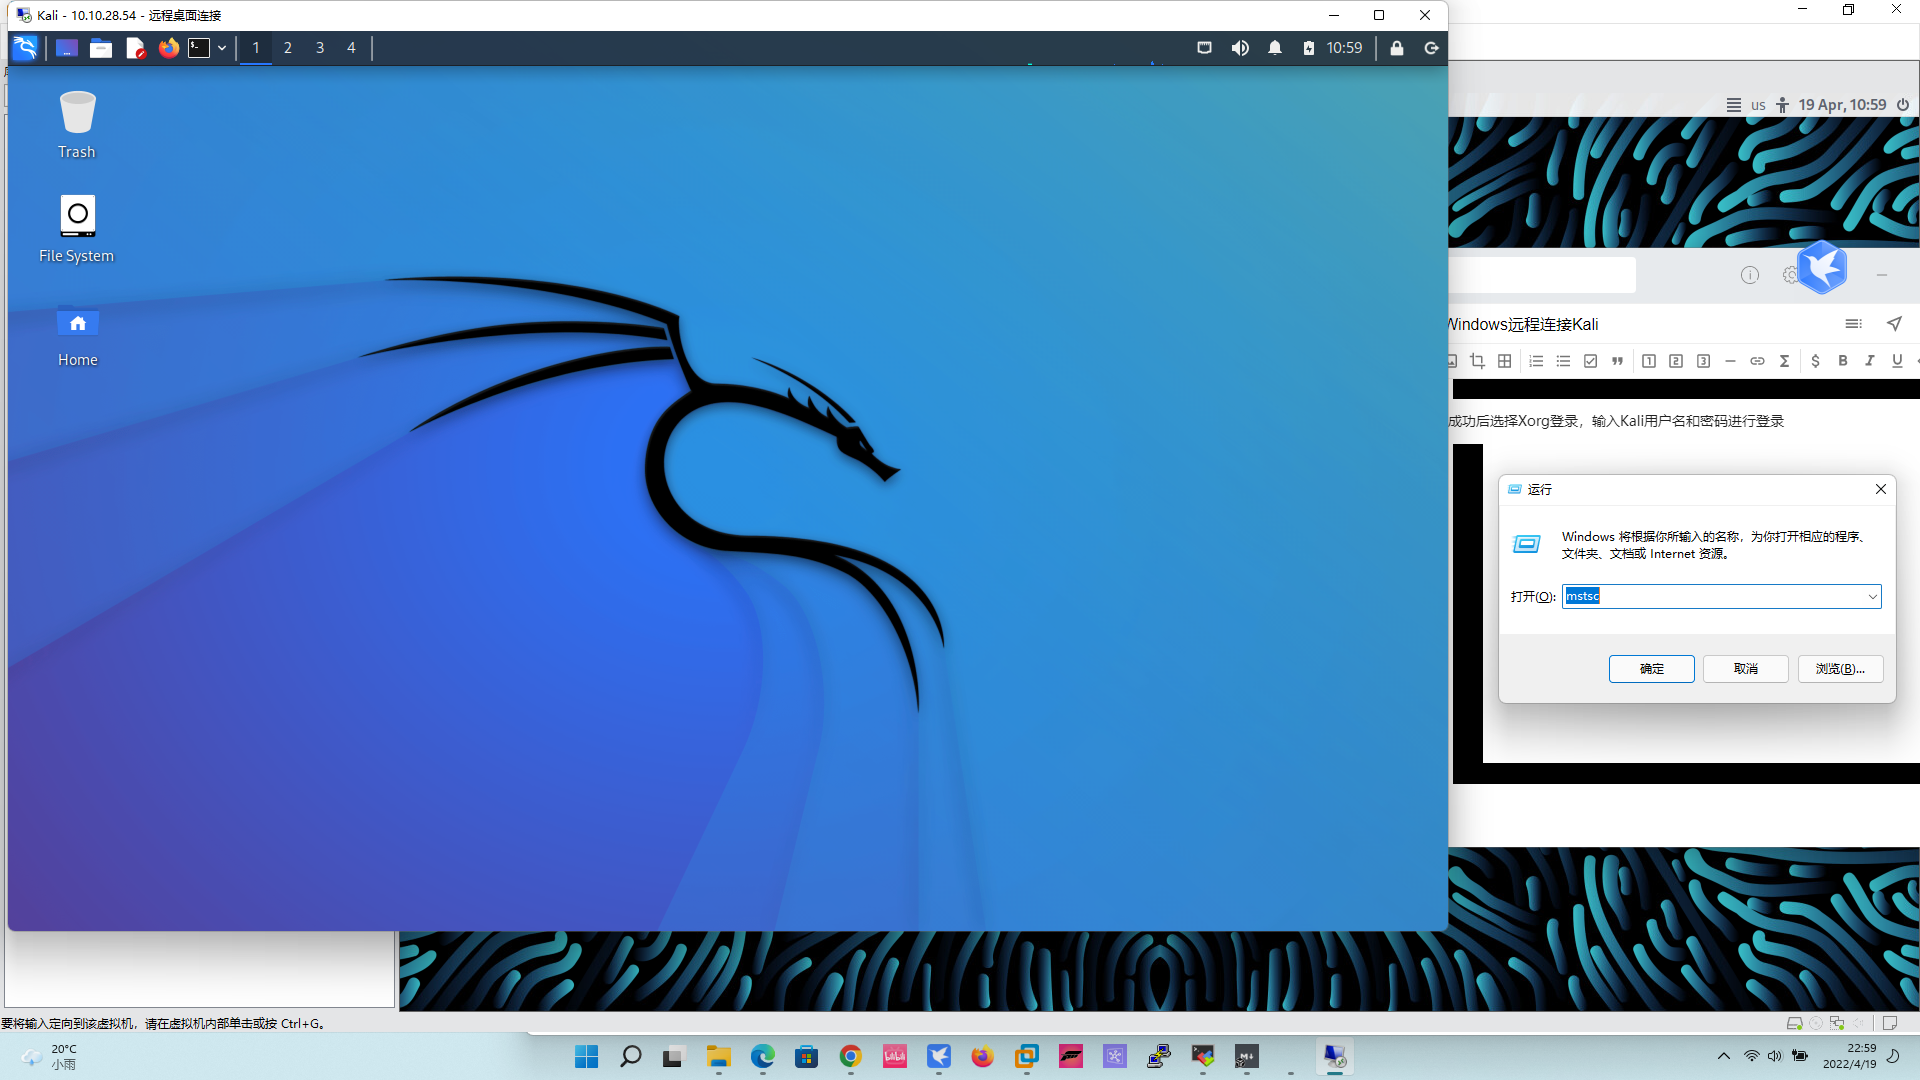 Kali - 10.10.28.54 - 远程桌面连接
1 2 3 4
10:59
Trash
File System
Home
us 19 Apr, 10:59
Windows远程连接Kali
成功后选择Xorg登录，输入Kali用户名和密码进行登录
运行
Windows 将根据你所输入的名称，为你打开相应的程序、
文件夹、文档或 Internet 资源。
打开(O): mstsc
确定 取消 浏览(B)...
要将输入定向到该虚拟机，请在虚拟机内部单击或按 Ctrl+G。
20°C
小雨
22:59
2022/4/19